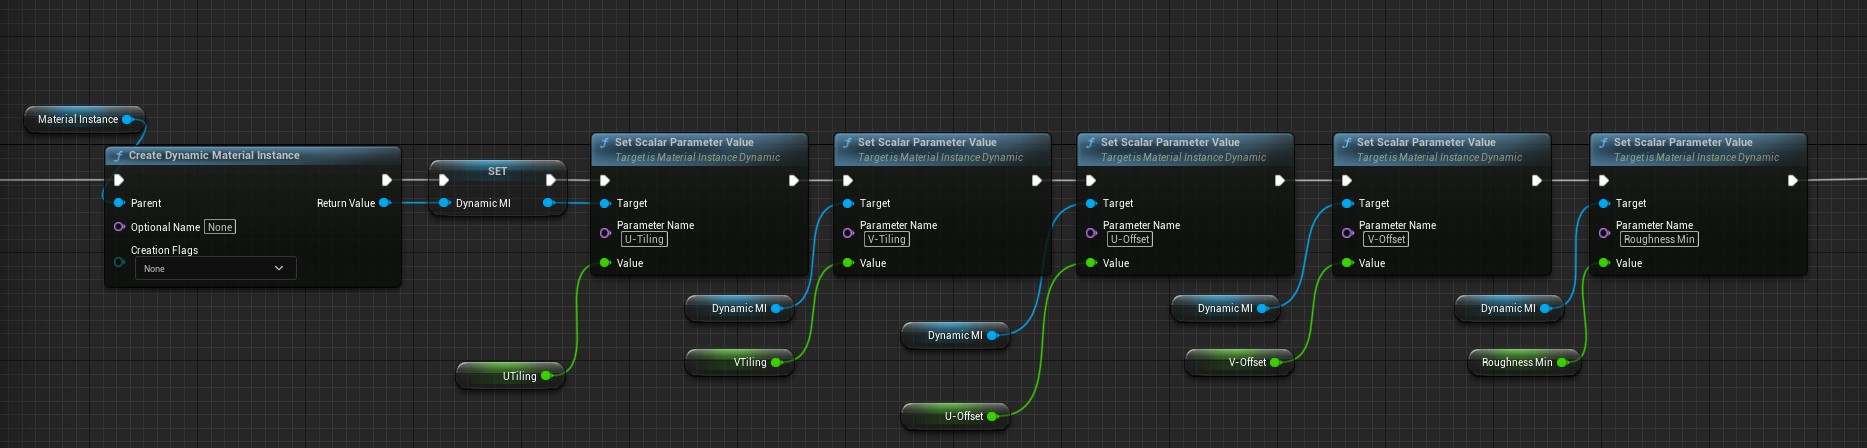 Material Instance
Create Dynamic Material Instance
Parent
Return Value
Optional Name None
Creation Flags
None
SET
Dynamic MI
Set Scalar Parameter Value
Target is Material Instance Dynamic
Target
Parameter Name
U-Tiling
Value
UTiling
Set Scalar Parameter Value
Target is Material Instance Dynamic
Target
Parameter Name
V-Tiling
Value
Dynamic MI
VTiling
Set Scalar Parameter Value
Target is Material Instance Dynamic
Target
Parameter Name
U-Offset
Value
Dynamic MI
U-Offset
Set Scalar Parameter Value
Target is Material Instance Dynamic
Target
Parameter Name
V-Offset
Value
Dynamic MI
V-Offset
Set Scalar Parameter Value
Target is Material Instance Dynamic
Target
Parameter Name
Roughness Min
Value
Dynamic MI
Roughness Min